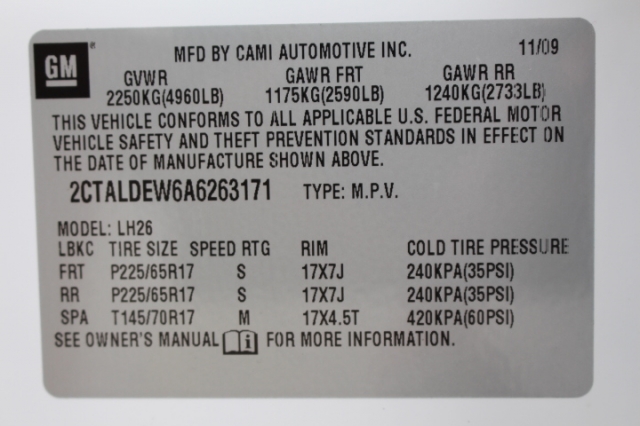 GM
MFD BY CAMI AUTOMOTIVE INC. 11/09
GVWR GAWR FRT GAWR RR
2250KG(4960LB) 1175KG(2590LB) 1240KG(2733LB)
THIS VEHICLE CONFORMS TO ALL APPLICABLE U.S. FEDERAL MOTOR
VEHICLE SAFETY AND THEFT PREVENTION STANDARDS IN EFFECT ON
THE DATE OF MANUFACTURE SHOWN ABOVE.
2CTALDEW6A6263171 TYPE: M.P.V.
MODEL: LH26
LBKC TIRE SIZE SPEED RTG RIM COLD TIRE PRESSURE
FRT P225/65R17 S 17X7J 240KPA(35PSI)
RR P225/65R17 S 17X7J 240KPA(35PSI)
SPA T145/70R17 M 17X4.5T 420KPA(60PSI)
SEE OWNER'S MANUAL i FOR MORE INFORMATION.